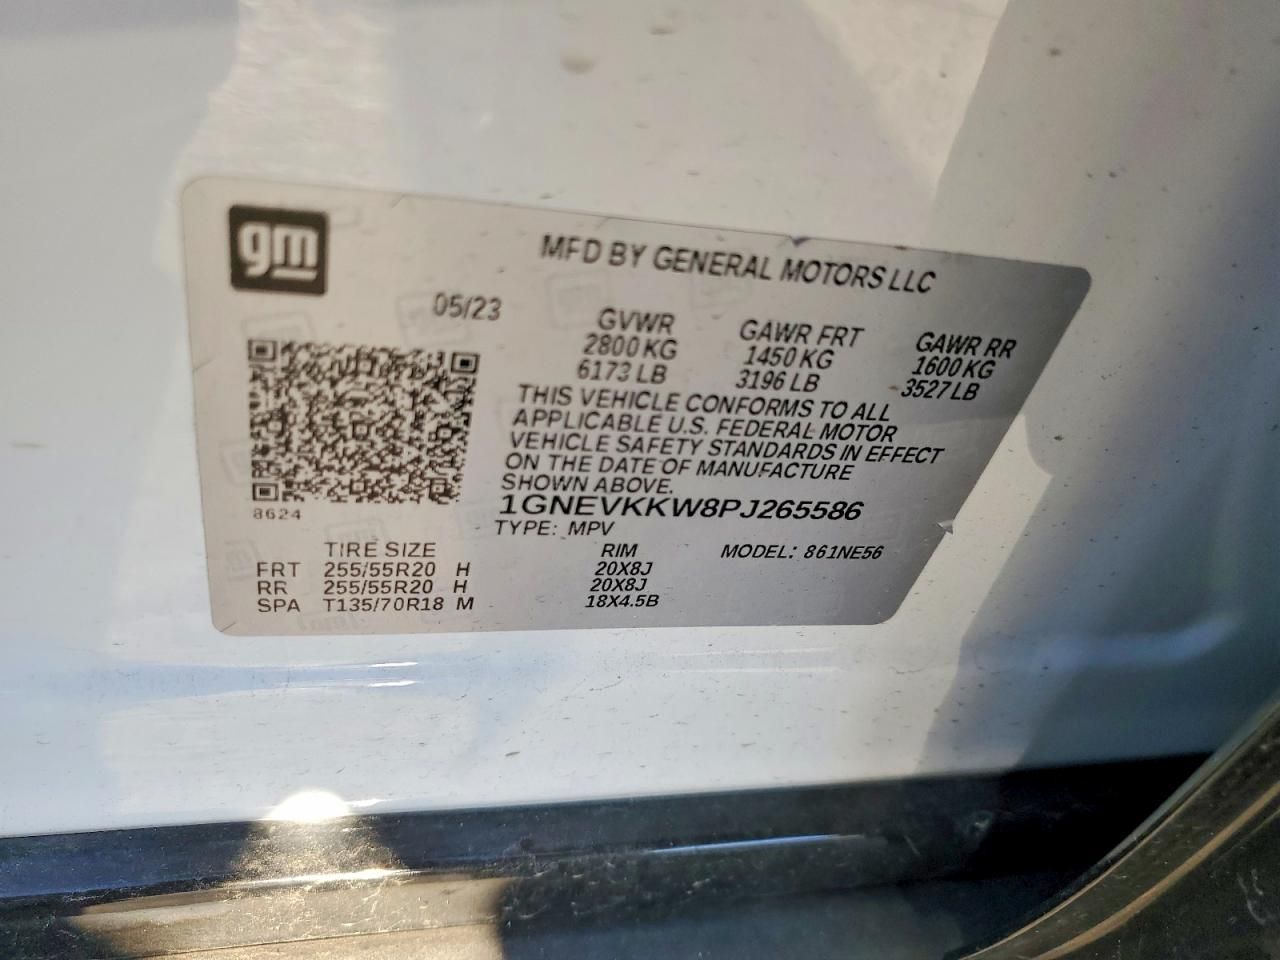 gm
MFD BY GENERAL MOTORS LLC
05/23
GVWR GAWR FRT GAWR RR
2800 KG 1450 KG 1600 KG
6173 LB 3196 LB 3527 LB
THIS VEHICLE CONFORMS TO ALL
APPLICABLE U.S. FEDERAL MOTOR
VEHICLE SAFETY STANDARDS IN EFFECT
ON THE DATE OF MANUFACTURE
SHOWN ABOVE.
1GNEVKKW8PJ265586
8624
TYPE: MPV
TIRE SIZE RIM MODEL: 861NE56
FRT 255/55R20 H 20X8J
RR 255/55R20 H 20X8J
SPA T135/70R18 M 18X4.5B